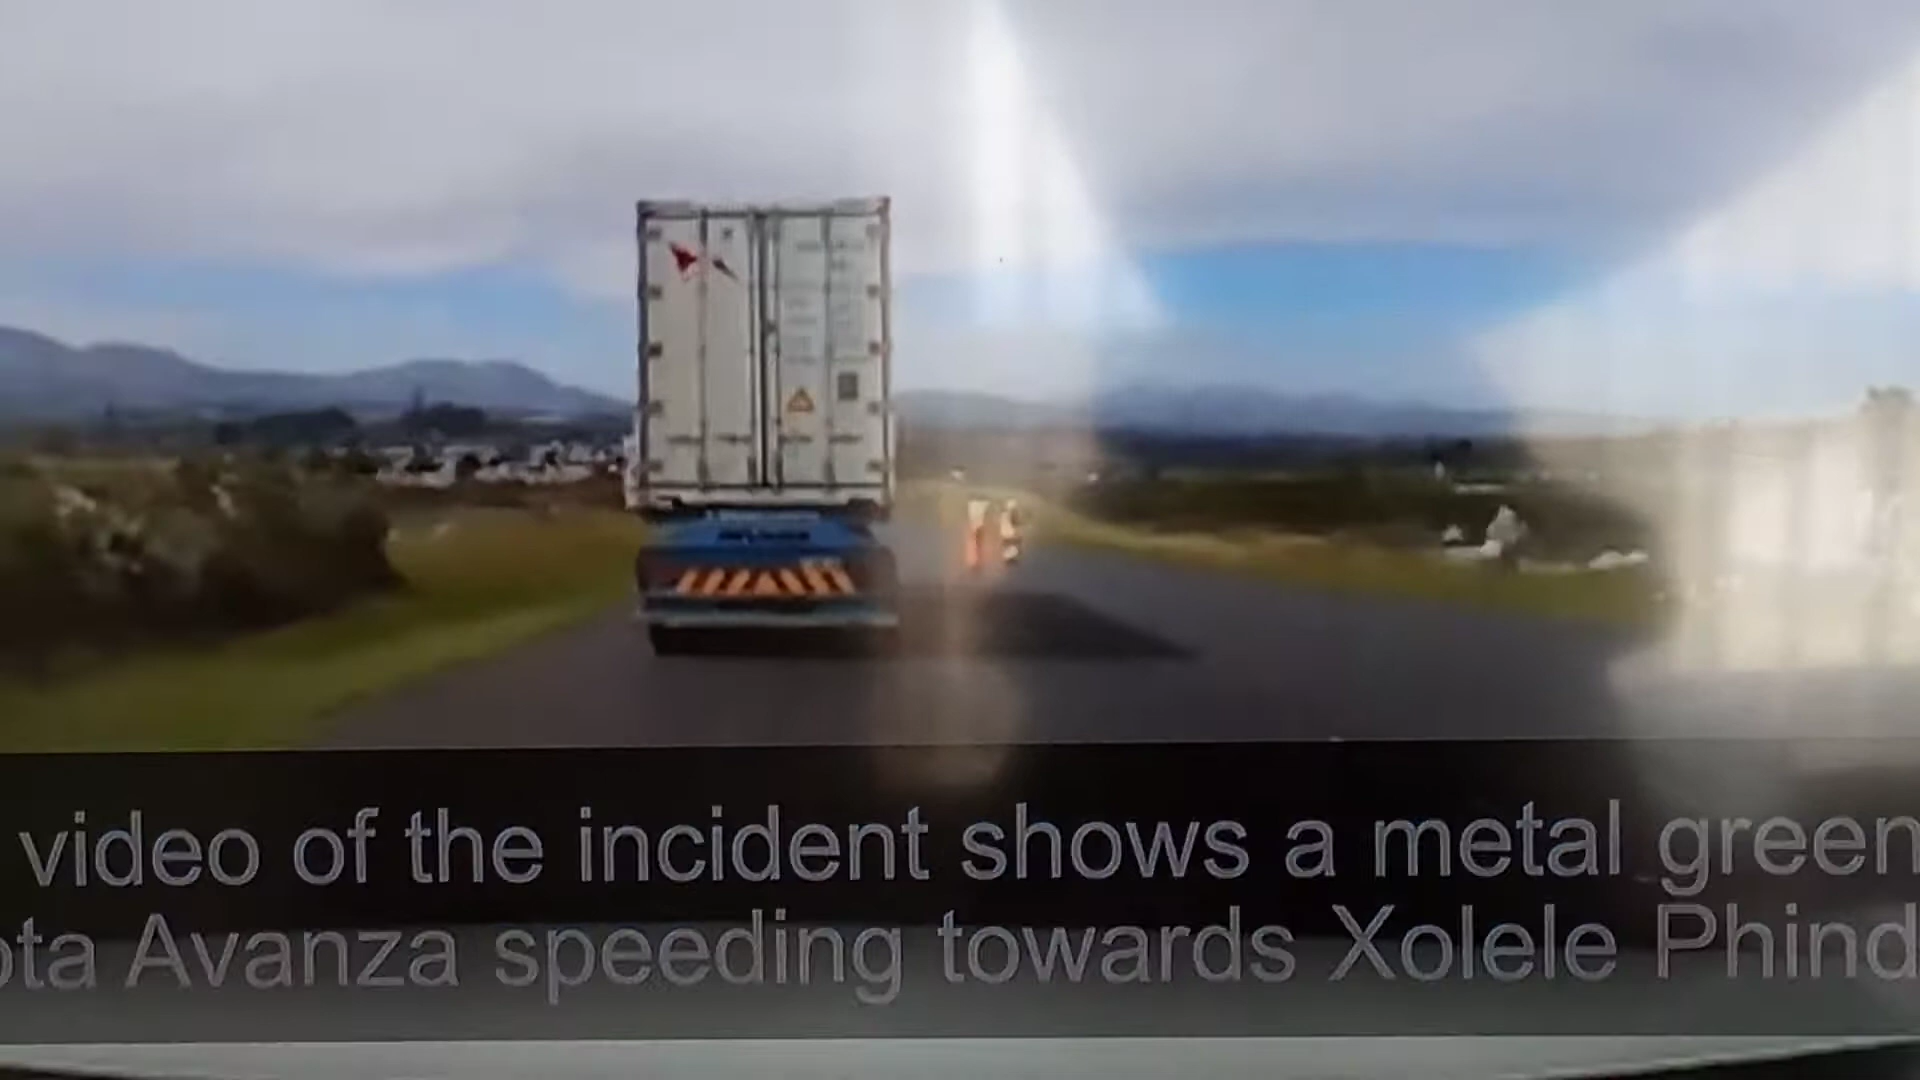 video of the incident shows a metal green
ota Avanza speeding towards Xolele Phind